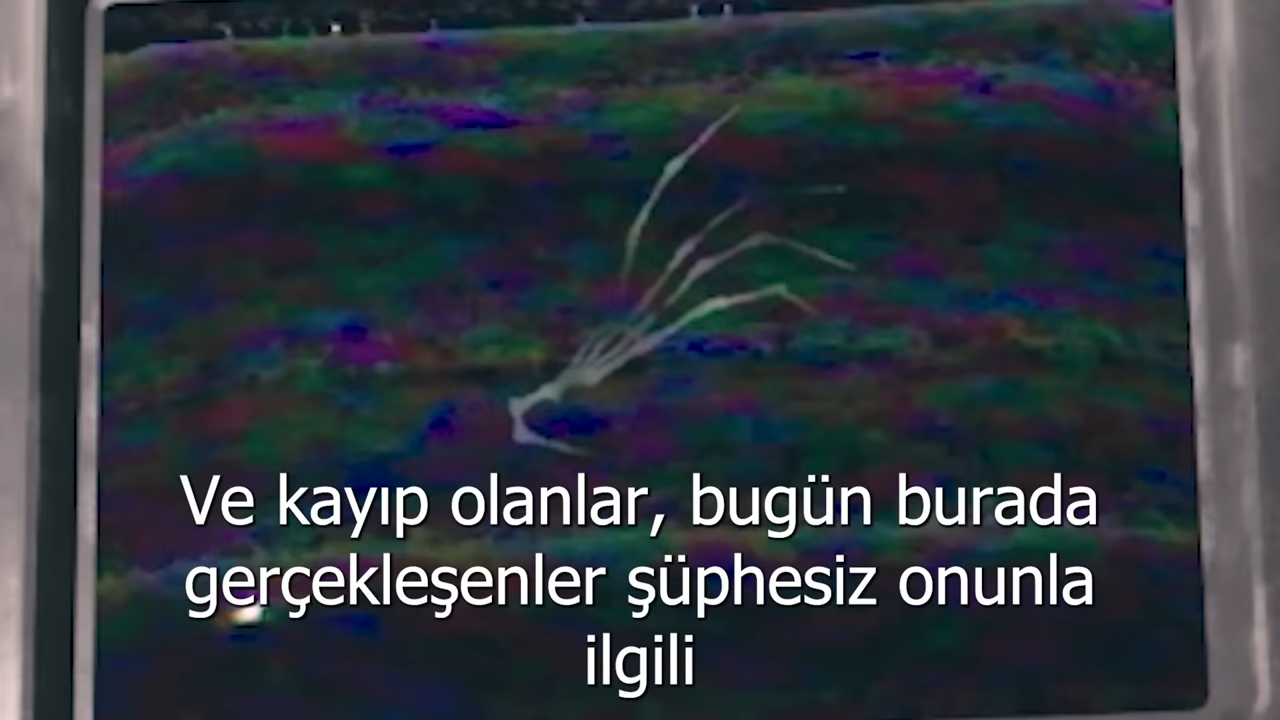 Ve kayıp olanlar, bugün burada
gerçekleşenler şüphesiz onunla
ilgili